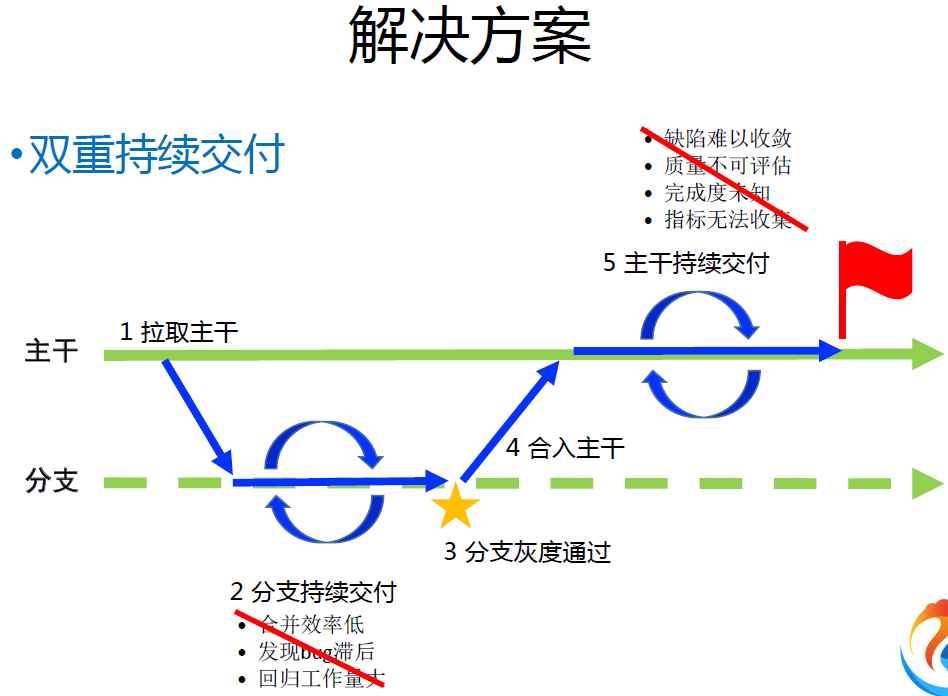 解决方案
•双重持续交付
• 缺陷难以收敛
• 质量不可评估
• 完成度未知
• 指标无法收集
5 主干持续交付
1 拉取主干
主干
4 合入主干
分支
3 分支灰度通过
2 分支持续交付
• 合并效率低
• 发现bug滞后
• 回归工作量大